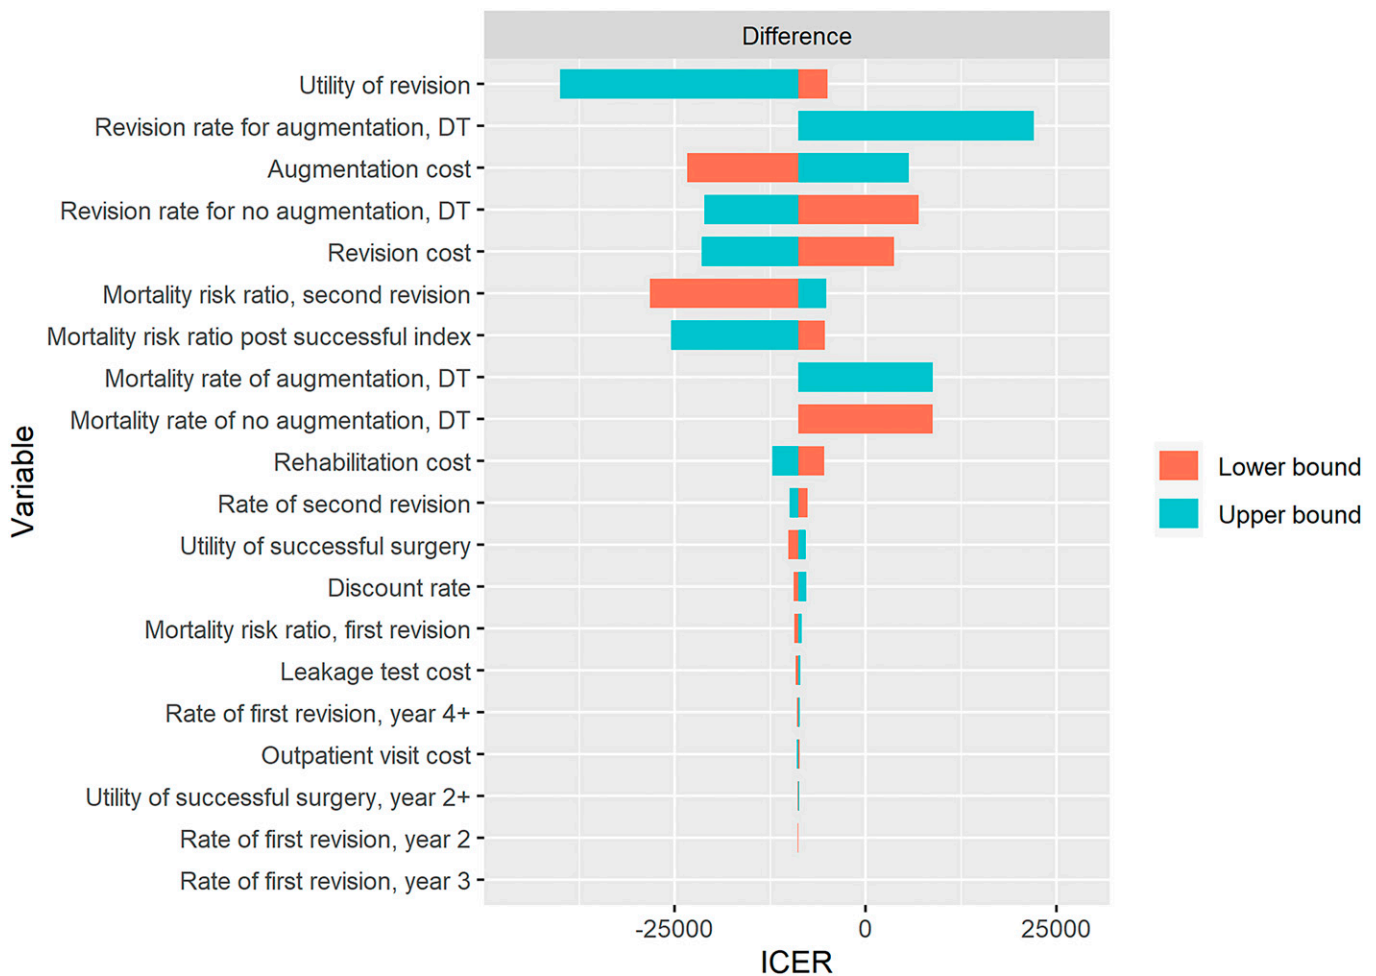 Difference
Utility of revision
Revision rate for augmentation, DT
Augmentation cost
Revision rate for no augmentation, DT
Revision cost
Mortality risk ratio, second revision
Mortality risk ratio post successful index
Mortality rate of augmentation, DT
Mortality rate of no augmentation, DT
Rehabilitation cost
Rate of second revision
Utility of successful surgery
Discount rate
Mortality risk ratio, first revision
Leakage test cost
Rate of first revision, year 4+
Outpatient visit cost
Utility of successful surgery, year 2+
Rate of first revision, year 2
Rate of first revision, year 3
Variable
-25000 0 25000
ICER
Lower bound
Upper bound